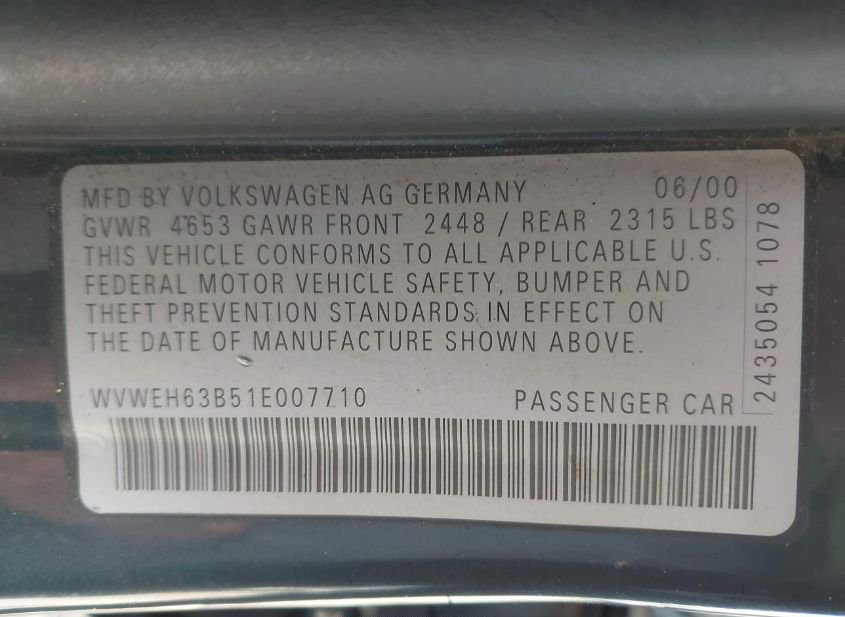 MFD BY VOLKSWAGEN AG GERMANY 06/00
GVWR 4653 GAWR FRONT 2448 / REAR 2315 LBS
THIS VEHICLE CONFORMS TO ALL APPLICABLE U.S.
FEDERAL MOTOR VEHICLE SAFETY, BUMPER AND
THEFT PREVENTION STANDARDS IN EFFECT ON
THE DATE OF MANUFACTURE SHOWN ABOVE.
WVWEH63B51E007710 PASSENGER CAR
2435054 1078